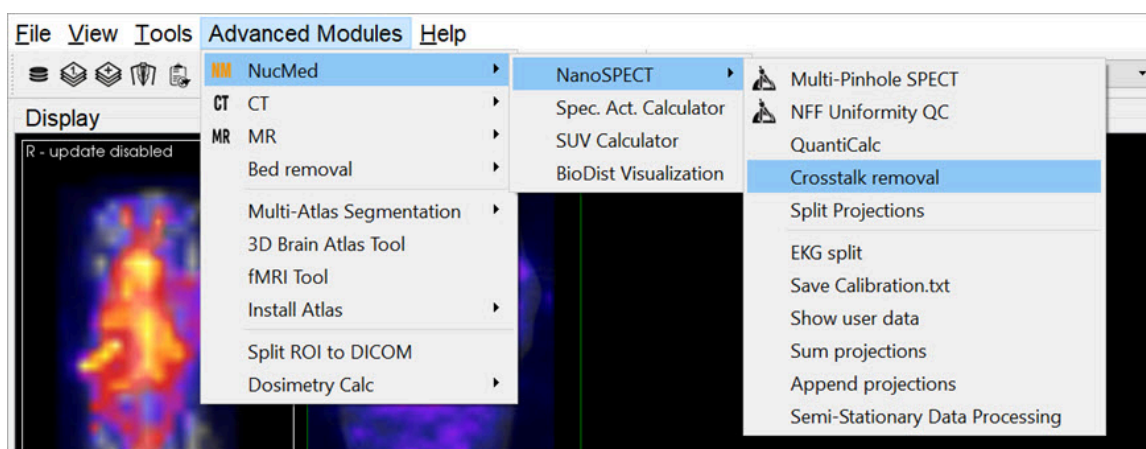 File View Tools Advanced Modules Help
1
Display
R - update disabled
NM NucMed
CT CT
MR MR
Bed removal
Multi-Atlas Segmentation
3D Brain Atlas Tool
fMRI Tool
Install Atlas
Split ROI to DICOM
Dosimetry Calc
NanoSPECT
Spec. Act. Calculator
SUV Calculator
BioDist Visualization
Multi-Pinhole SPECT
NFF Uniformity QC
QuantiCalc
Crosstalk removal
Split Projections
EKG split
Save Calibration.txt
Show user data
Sum projections
Append projections
Semi-Stationary Data Processing